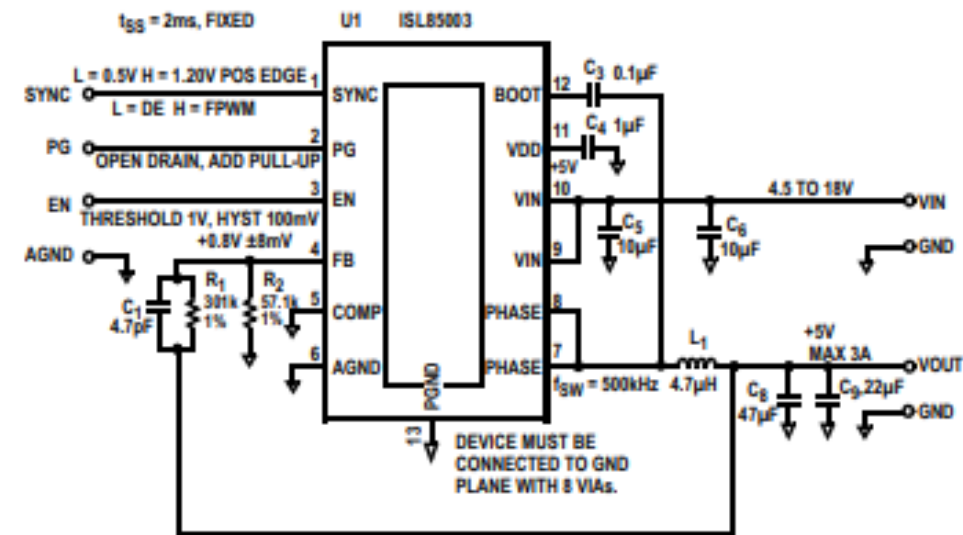 tSS = 2ms, FIXED
U1 ISL85003
L = 0.5V H = 1.20V POS EDGE
SYNC
L = DE H = FPWM
1
SYNC
PG
OPEN DRAIN, ADD PULL-UP
2
PG
EN
THRESHOLD 1V, HYST 100mV
3
EN
+0.8V ±8mV
4
FB
AGND
C1
4.7pF
R1
301k
1%
R2
57.1k
1%
5
COMP
6
AGND
PGND
13
BOOT
12
C3 0.1µF
VDD
11
C4 1µF
+5V
VIN
10
4.5 TO 18V
VIN
C5
10µF
C6
10µF
GND
VIN
9
PHASE
8
PHASE
7
L1
4.7µH
fSW = 500kHz
+5V
MAX 3A
VOUT
C8
47µF
C9 22µF
GND
DEVICE MUST BE
CONNECTED TO GND
PLANE WITH 8 VIAs.